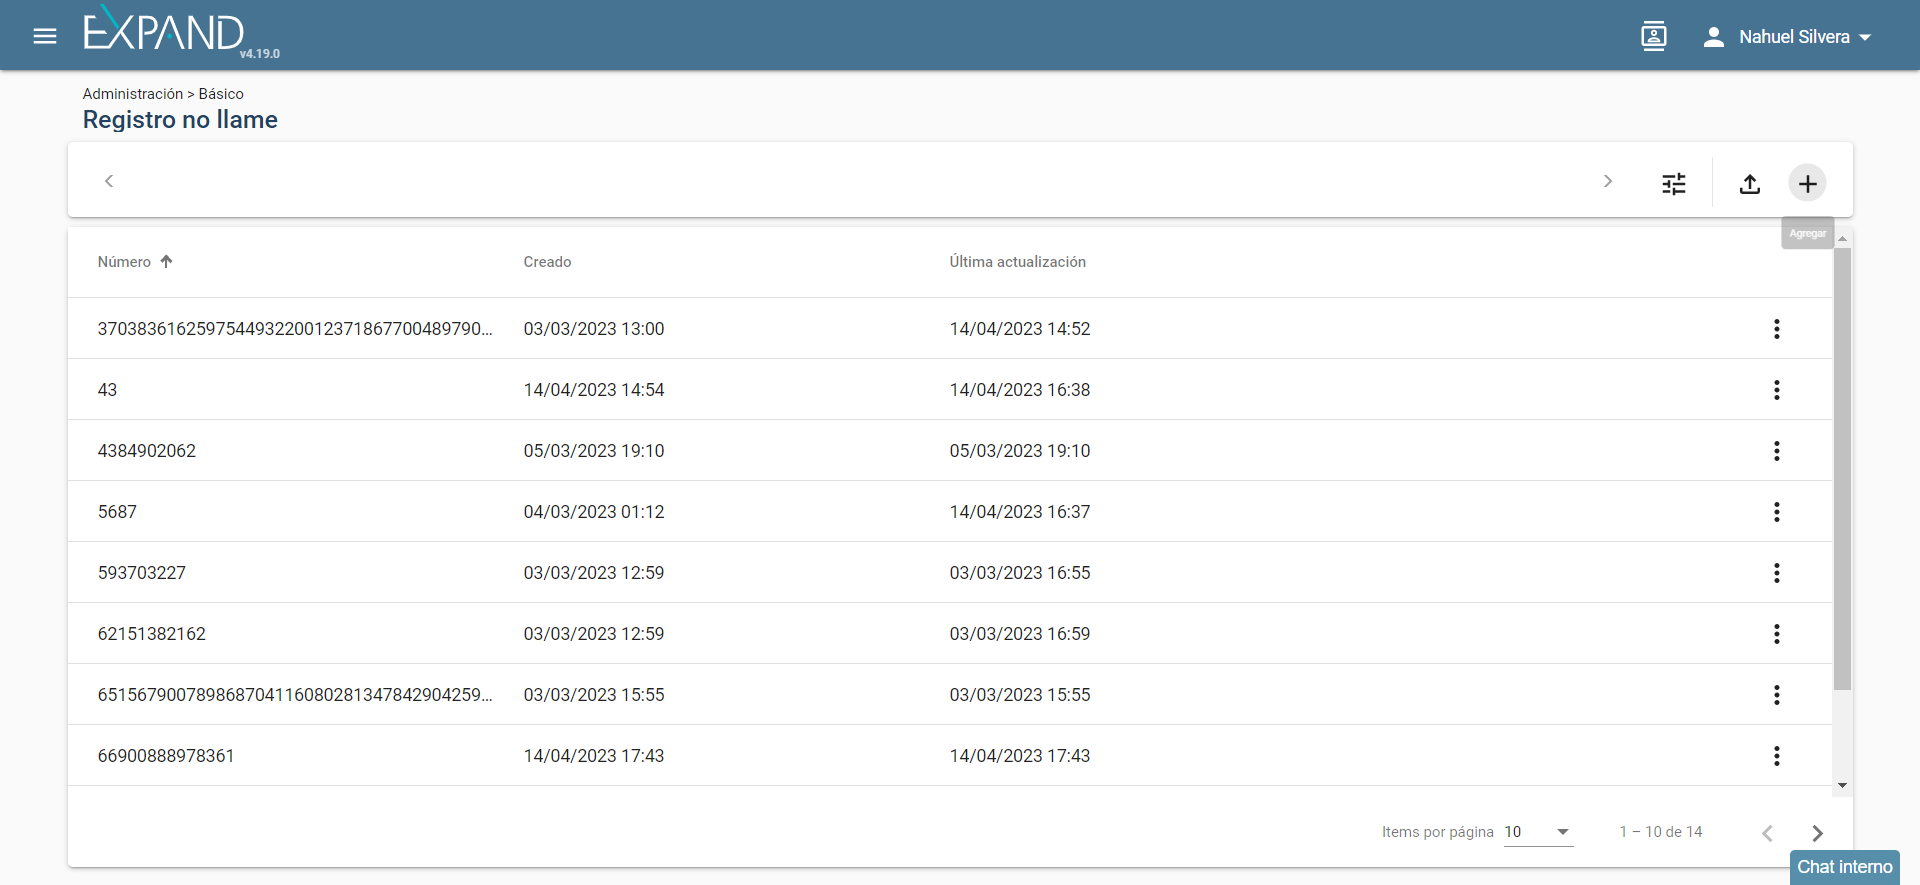 EXPAND
v4.19.0
Nahuel Silvera
Administración > Básico
Registro no llame
Agregar
Número Creado Última actualización
370383616259754493220012371867700489790... 03/03/2023 13:00 14/04/2023 14:52
43 14/04/2023 14:54 14/04/2023 16:38
4384902062 05/03/2023 19:10 05/03/2023 19:10
5687 04/03/2023 01:12 14/04/2023 16:37
593703227 03/03/2023 12:59 03/03/2023 16:55
62151382162 03/03/2023 12:59 03/03/2023 16:59
651567900789868704116080281347842904259... 03/03/2023 15:55 03/03/2023 15:55
66900888978361 14/04/2023 17:43 14/04/2023 17:43
Items por página 10 1 – 10 de 14
Chat interno